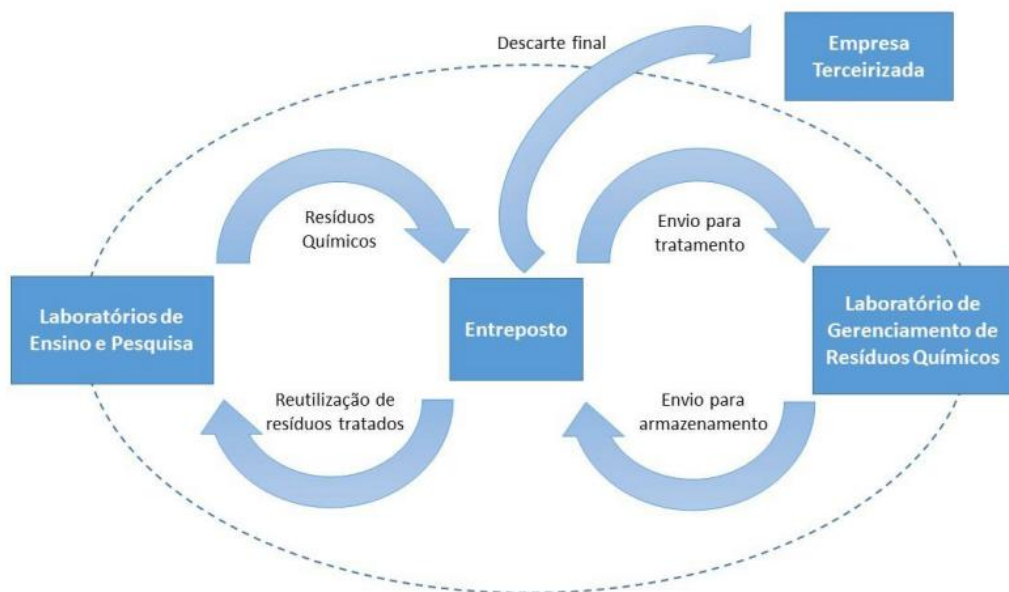 Descarte final
Empresa
Terceirizada
Resíduos
Químicos
Envio para
tratamento
Laboratórios de
Ensino e Pesquisa
Entreposto
Laboratório de
Gerenciamento de
Resíduos Químicos
Reutilização de
resíduos tratados
Envio para
armazenamento